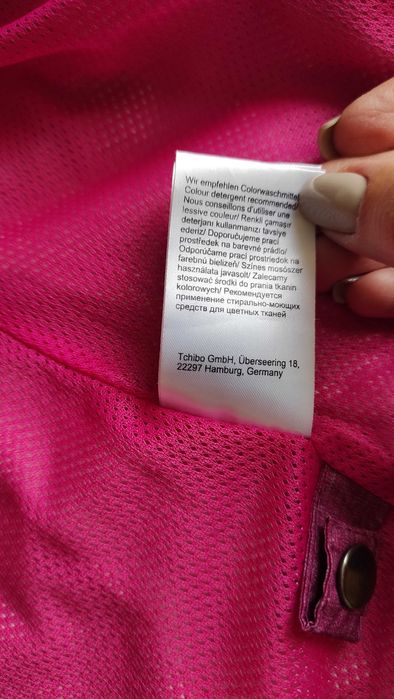 Wir empfehlen Colorwaschmittel/
Colour detergent recommended/
Nous conseillons d'utiliser une
lessive couleur/ Renkli çamaşır
deterjanı kullanmanızı tavsiye
ederiz/ Doporučujeme prací
prostředek na barevné prádlo/
Odporúčame prací prostriedok na
farebnú bielizeň/ Színes mosószer
használata javasolt/ Zalecamy
stosować środki do prania tkanin
kolorowych/ Рекомендуется
применение стирально-моющих
средств для цветных тканей
Tchibo GmbH, Überseering 18,
22297 Hamburg, Germany